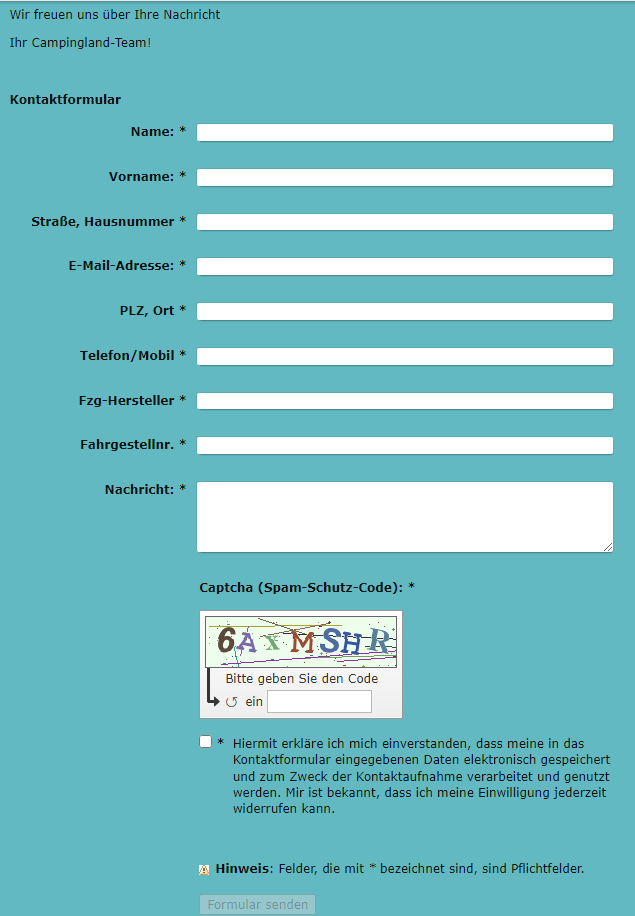 Wir freuen uns über Ihre Nachricht
Ihr Campingland-Team!
Kontaktformular
Name: *
Vorname: *
Straße, Hausnummer *
E-Mail-Adresse: *
PLZ, Ort *
Telefon/Mobil *
Fzg-Hersteller *
Fahrgestellnr. *
Nachricht: *
Captcha (Spam-Schutz-Code): *
Bitte geben Sie den Code
ein
* Hiermit erkläre ich mich einverstanden, dass meine in das
Kontaktformular eingegebenen Daten elektronisch gespeichert
und zum Zweck der Kontaktaufnahme verarbeitet und genutzt
werden. Mir ist bekannt, dass ich meine Einwilligung jederzeit
widerrufen kann.
Hinweis: Felder, die mit * bezeichnet sind, sind Pflichtfelder.
Formular senden